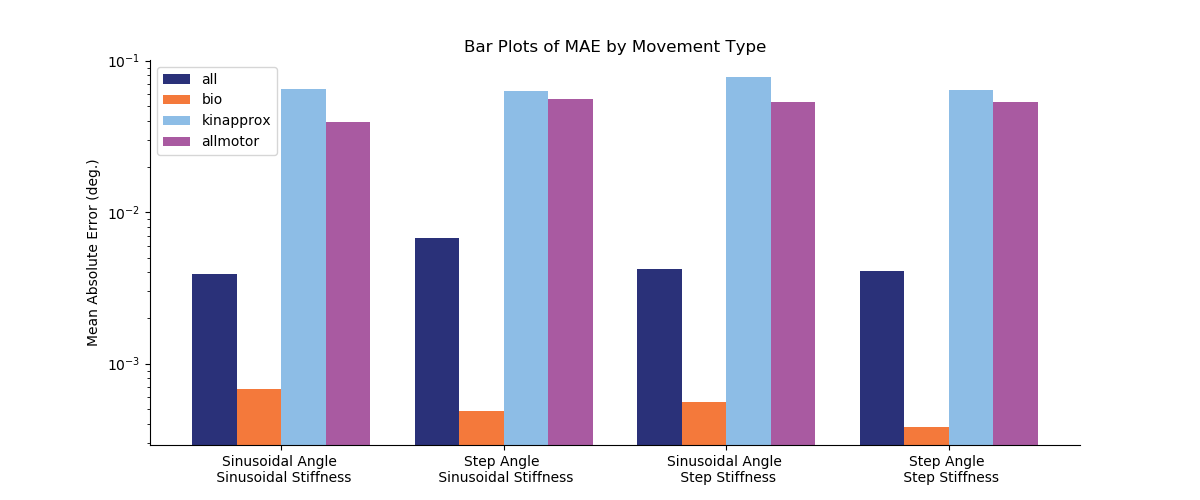 Bar Plots of MAE by Movement Type
all
bio
kinapprox
allmotor
Mean Absolute Error (deg.)
10⁻¹
10⁻²
10⁻³
Sinusoidal Angle
Sinusoidal Stiffness
Step Angle
Sinusoidal Stiffness
Sinusoidal Angle
Step Stiffness
Step Angle
Step Stiffness